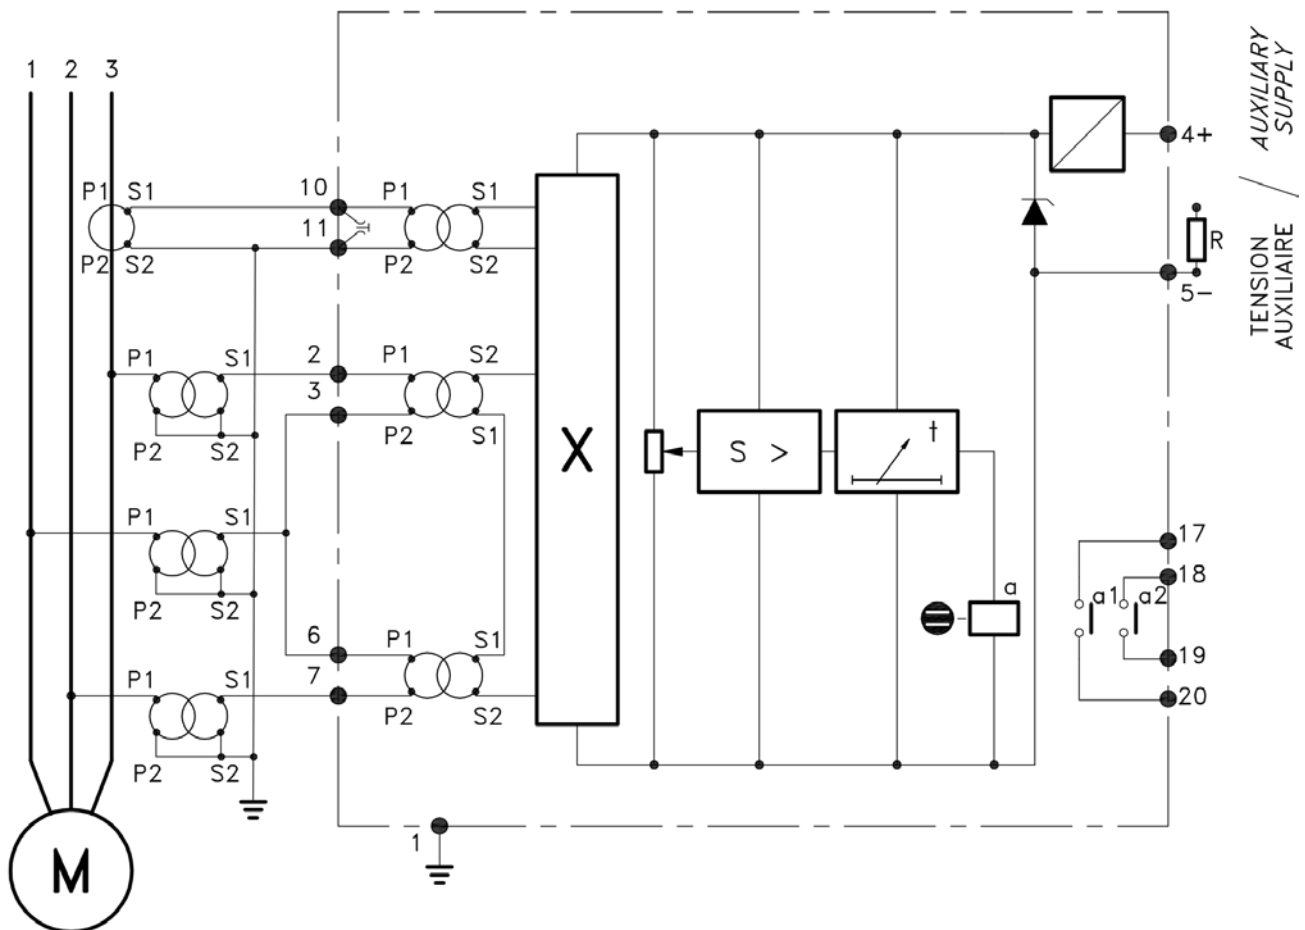 1 2 3
AUXILIARY
SUPPLY
/
TENSION
AUXILIAIRE
4+
P1 S1
10
P1 S1
11
P2 S2
P2 S2
R
5-
P1 S1
2
P1 S2
3
P2 S2
P2 S1
X
S >
t
P1 S1
17
18
a1 a2
a
P2 S2
6
P1 S1
19
P1 S1
7
20
P2 S2
P2 S2
1
M